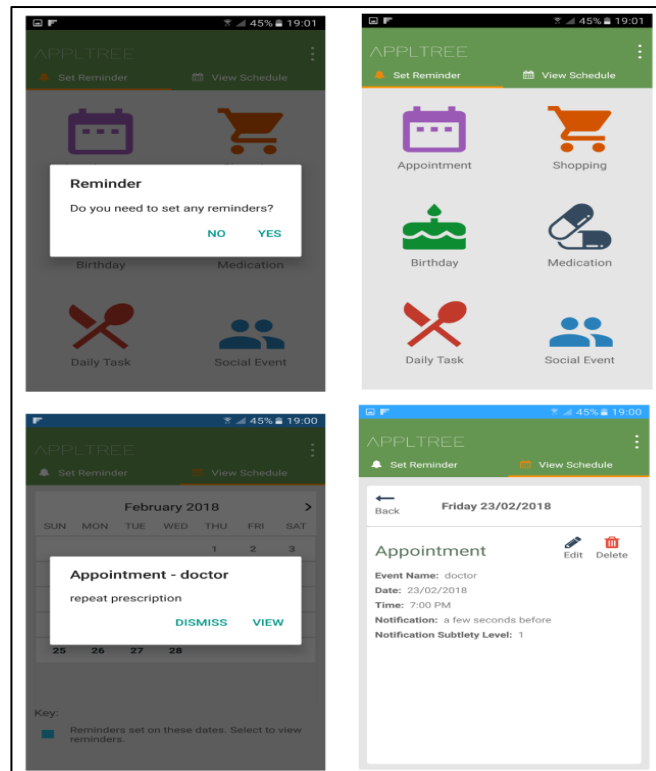 45% 19:01
APPLTREE
Set Reminder View Schedule
Reminder
Do you need to set any reminders?
NO YES
Birthday Medication
Daily Task Social Event
45% 19:01
APPLTREE
Set Reminder View Schedule
Appointment Shopping
Birthday Medication
Daily Task Social Event
45% 19:00
APPLTREE
Set Reminder View Schedule
February 2018
SUN MON TUE WED THU FRI SAT
1 2 3
Appointment - doctor
repeat prescription
DISMISS VIEW
25 26 27 28
Key:
Reminders set on these dates. Select to view
reminders.
45% 19:00
APPLTREE
Set Reminder View Schedule
Back Friday 23/02/2018
Appointment Edit Delete
Event Name: doctor
Date: 23/02/2018
Time: 7:00 PM
Notification: a few seconds before
Notification Subtlety Level: 1